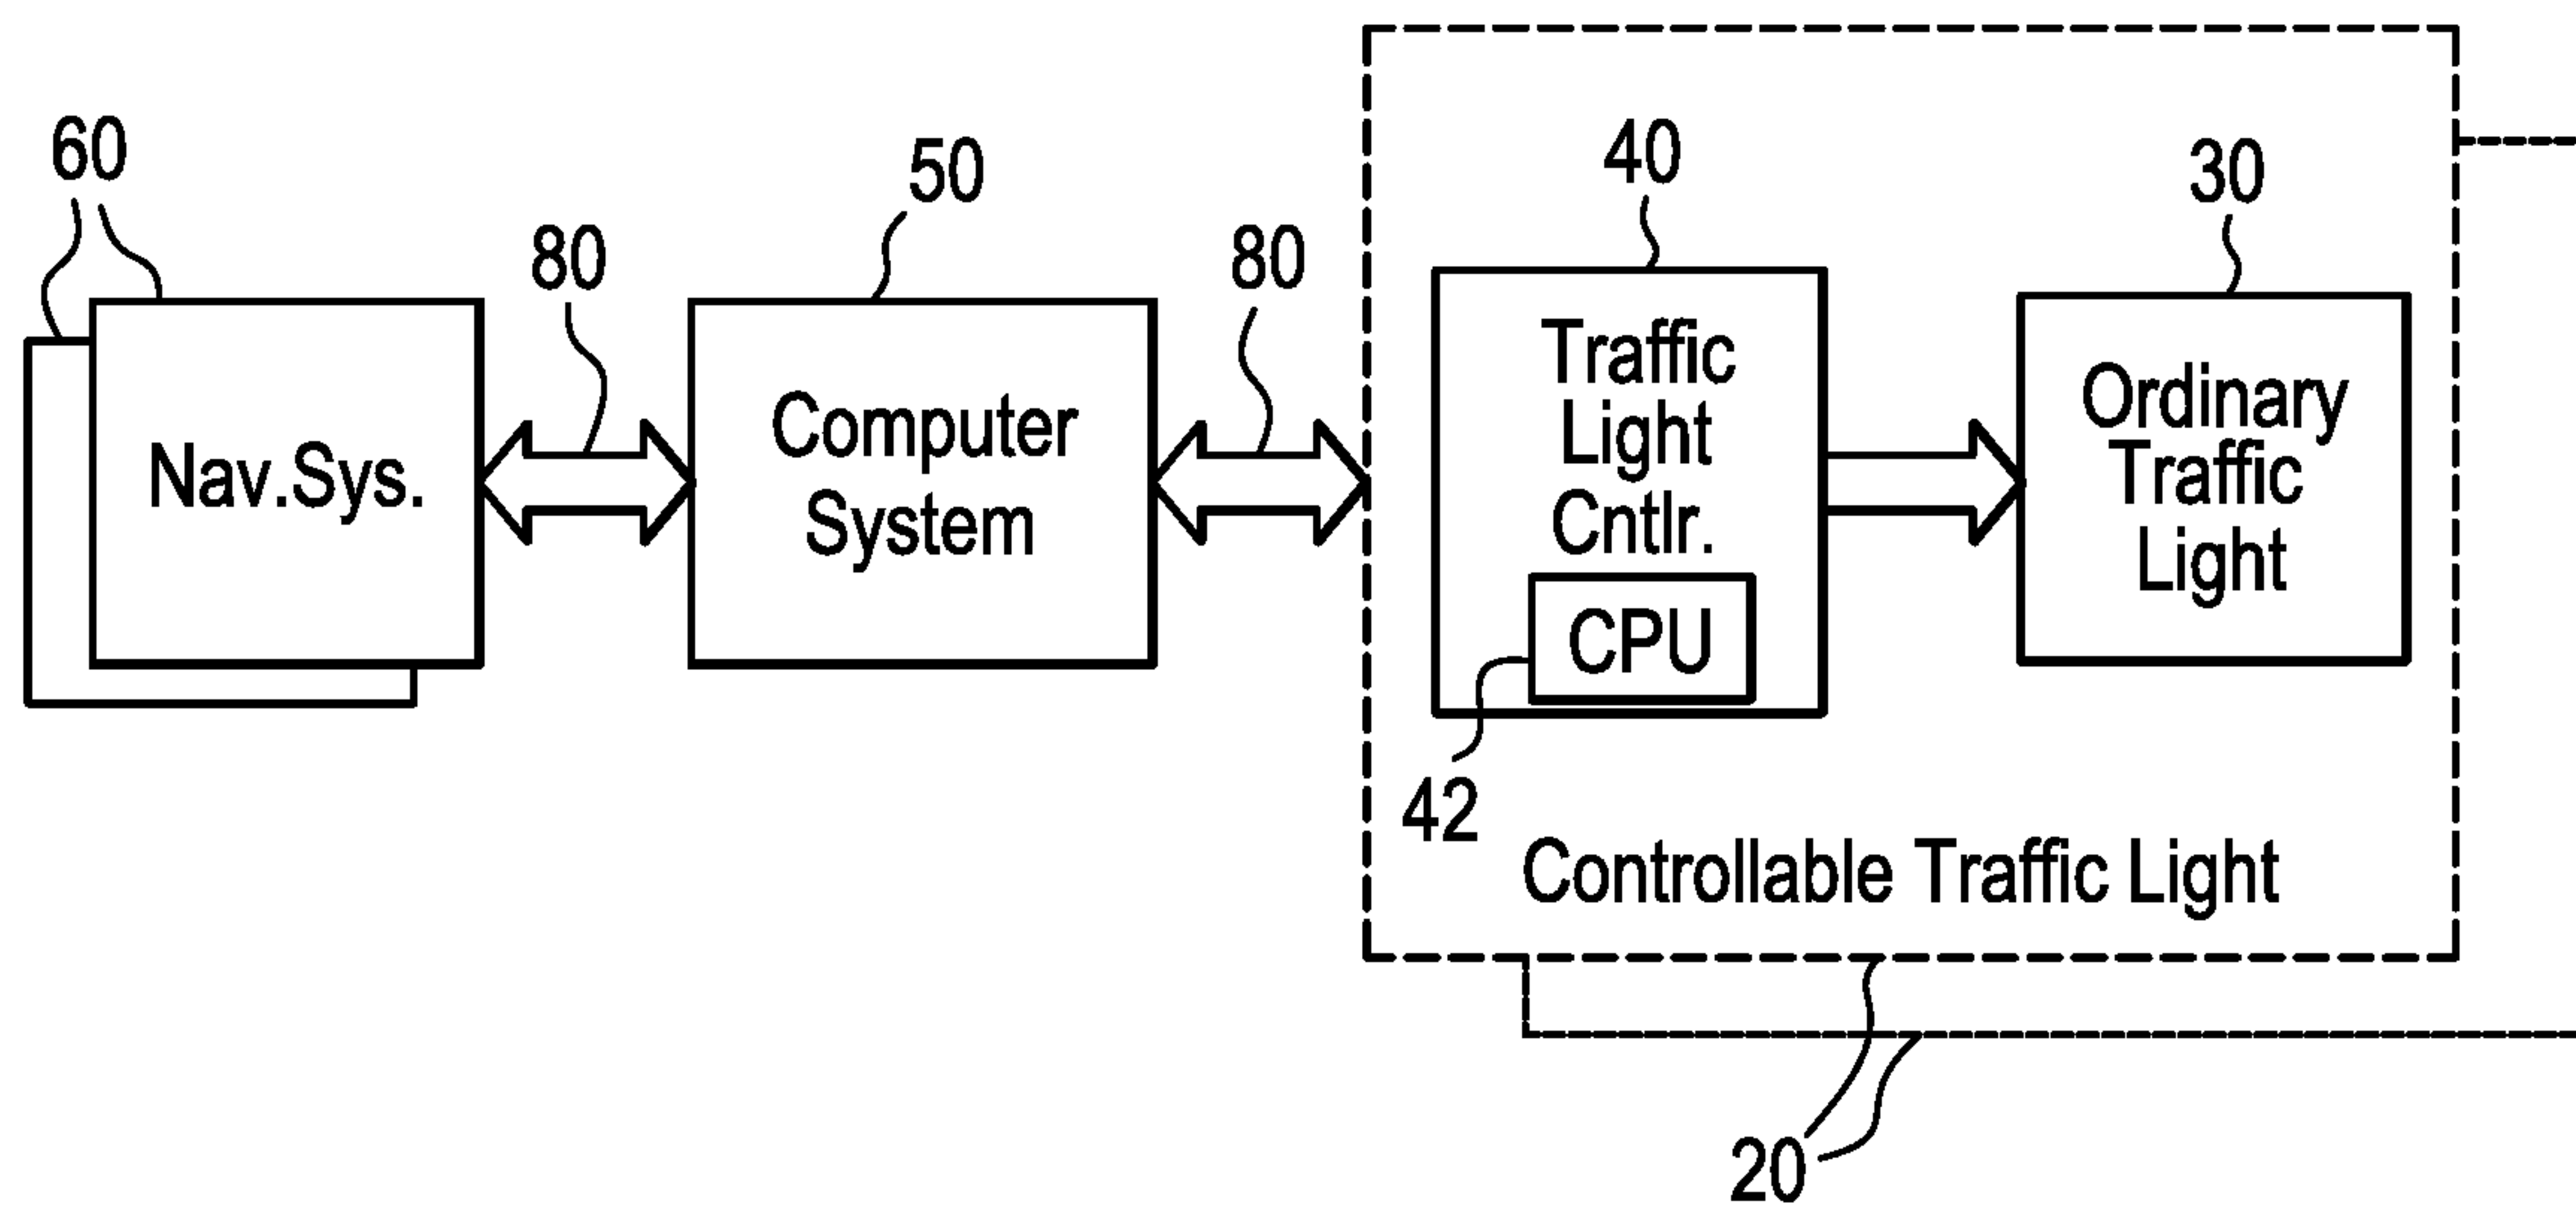 60
80
50
80
40
30
Nav.Sys.
Computer
System
Traffic
Light
Cntlr.
CPU
42
Ordinary
Traffic
Light
Controllable Traffic Light
20